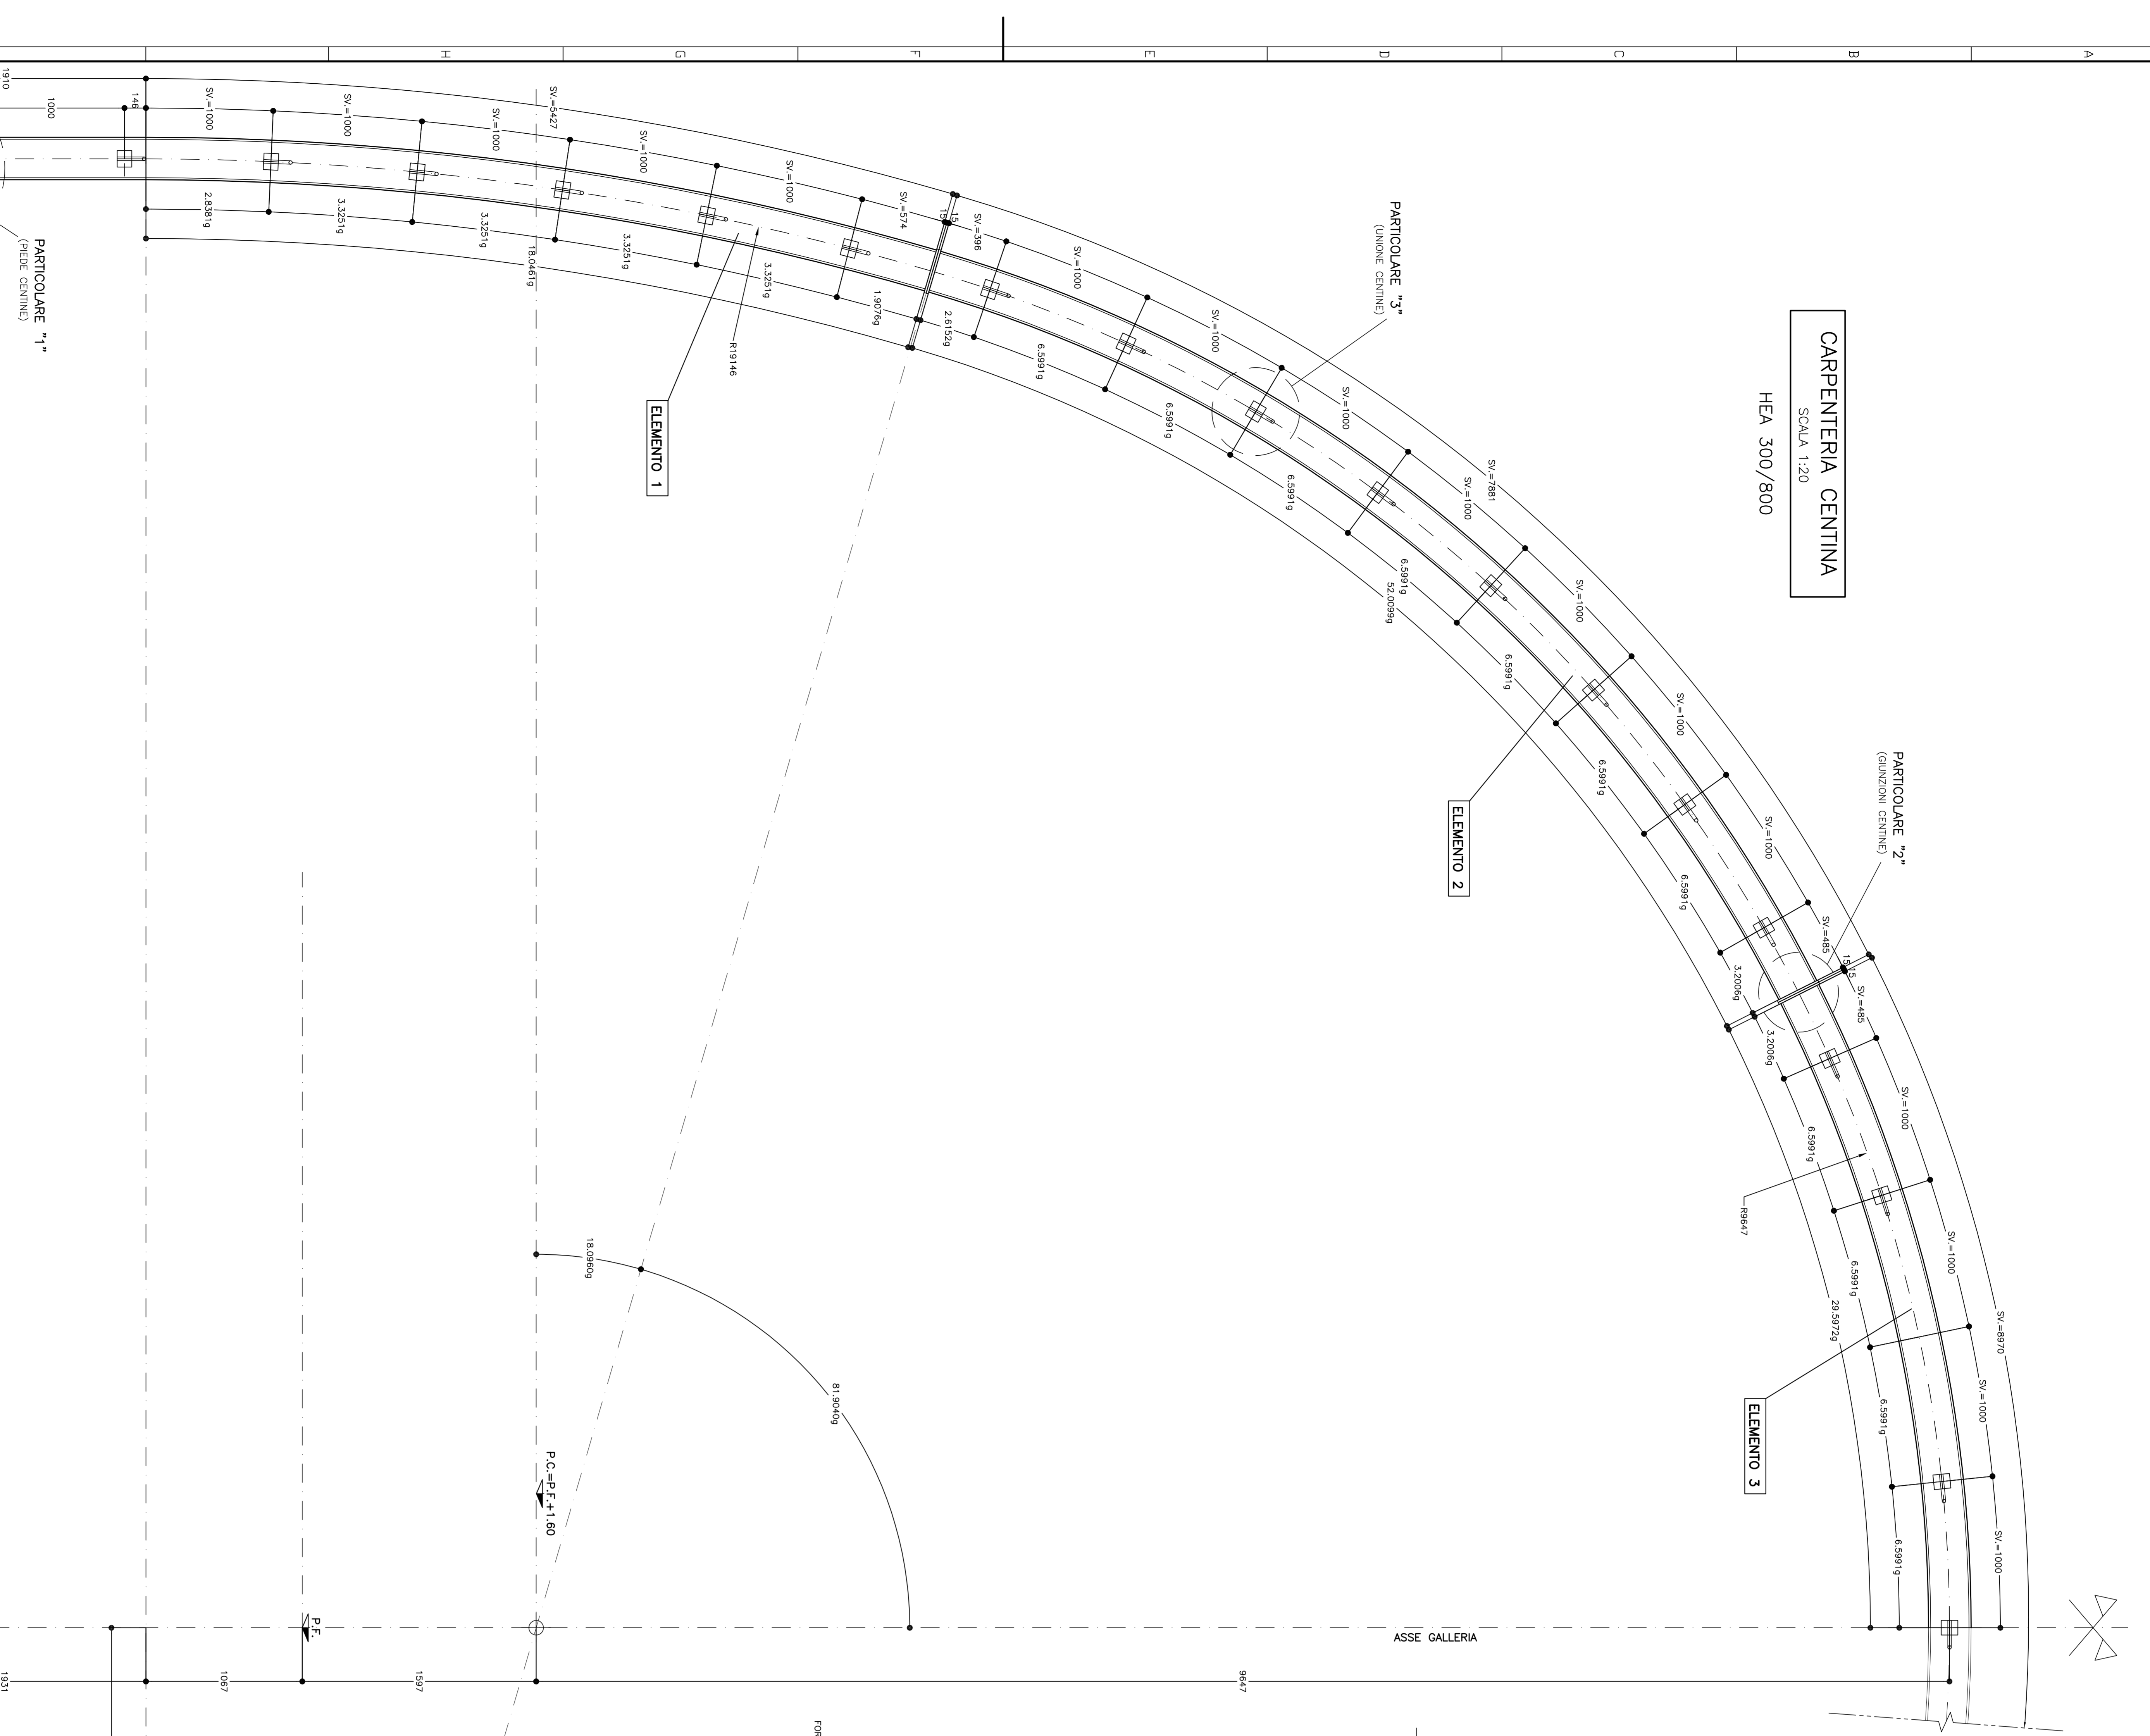 A
B
C
D
E
F
G
H
CARPENTERIA CENTINA
SCALA 1:20
HEA 300/800
PARTICOLARE "1"
(PIEDE CENTINE)
PARTICOLARE "3"
(UNIONE CENTINE)
PARTICOLARE "2"
(GIUNZIONI CENTINE)
ELEMENTO 1
ELEMENTO 2
ELEMENTO 3
1910
1000
146
SV.=1000
SV.=1000
SV.=1000
SV.=5427
SV.=1000
SV.=1000
SV.=574
15
15
SV.=396
SV.=1000
SV.=1000
SV.=1000
SV.=1000
SV.=7881
SV.=1000
SV.=1000
SV.=1000
SV.=485
15
15
SV.=485
SV.=1000
SV.=1000
SV.=8970
SV.=1000
SV.=1000
2.8381g
3.3251g
3.3251g
18.0461g
3.3251g
3.3251g
1.9076g
2.6152g
6.5991g
6.5991g
6.5991g
6.5991g
52.0099g
6.5991g
6.5991g
6.5991g
3.2006g
3.2006g
6.5991g
6.5991g
29.5972g
6.5991g
6.5991g
R19146
R9647
18.0960g
81.9040g
P.C.=P.F.+1.60
P.F.
ASSE GALLERIA
1931
1067
1597
9647
FOR